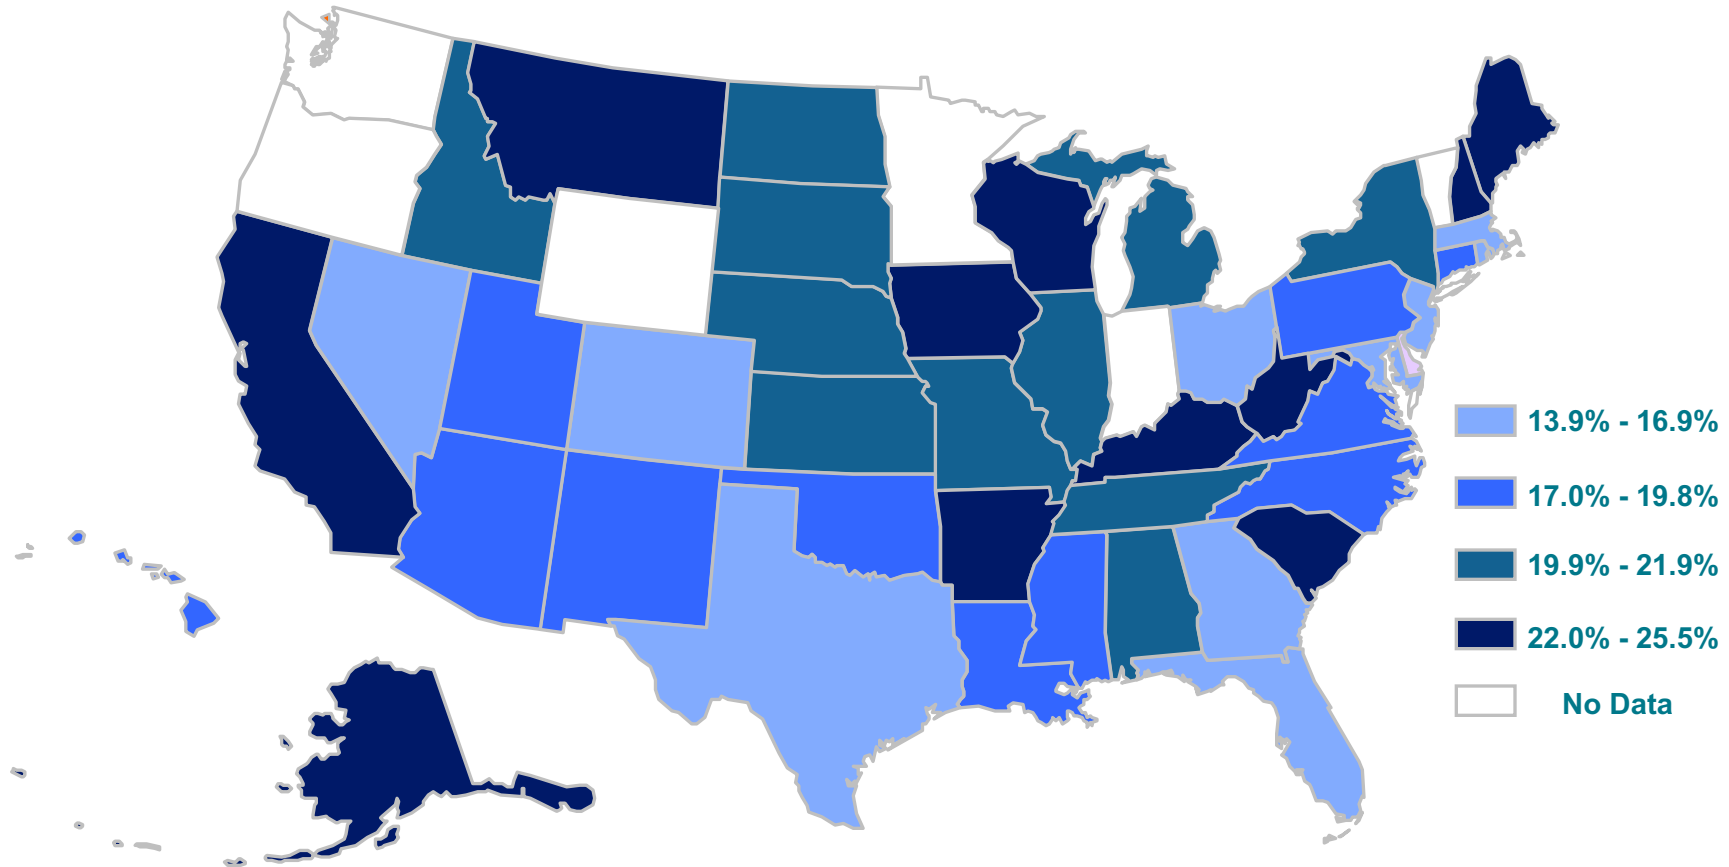 13.9% - 16.9%
17.0% - 19.8%
19.9% - 21.9%
22.0% - 25.5%
No Data